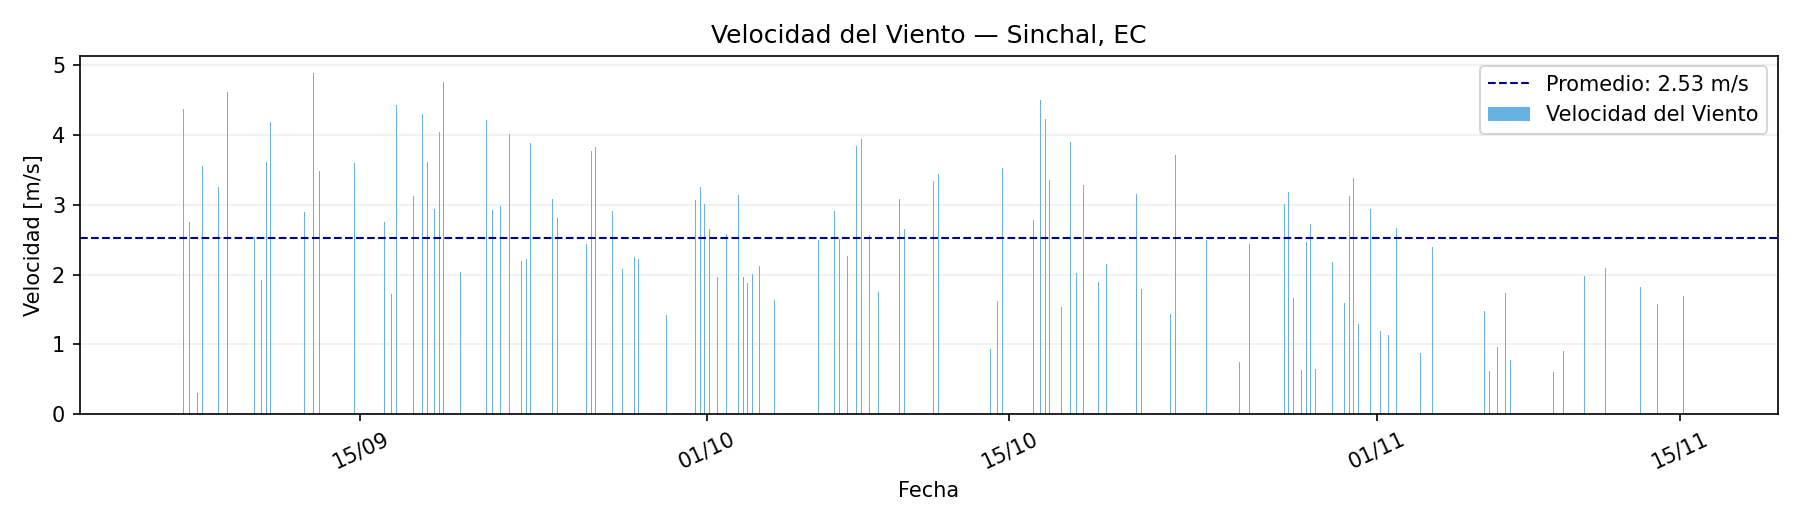 Velocidad del Viento — Sinchal, EC
Velocidad [m/s]
5
4
3
2
1
0
Promedio: 2.53 m/s
Velocidad del Viento
15/09
01/10
15/10
01/11
15/11
Fecha